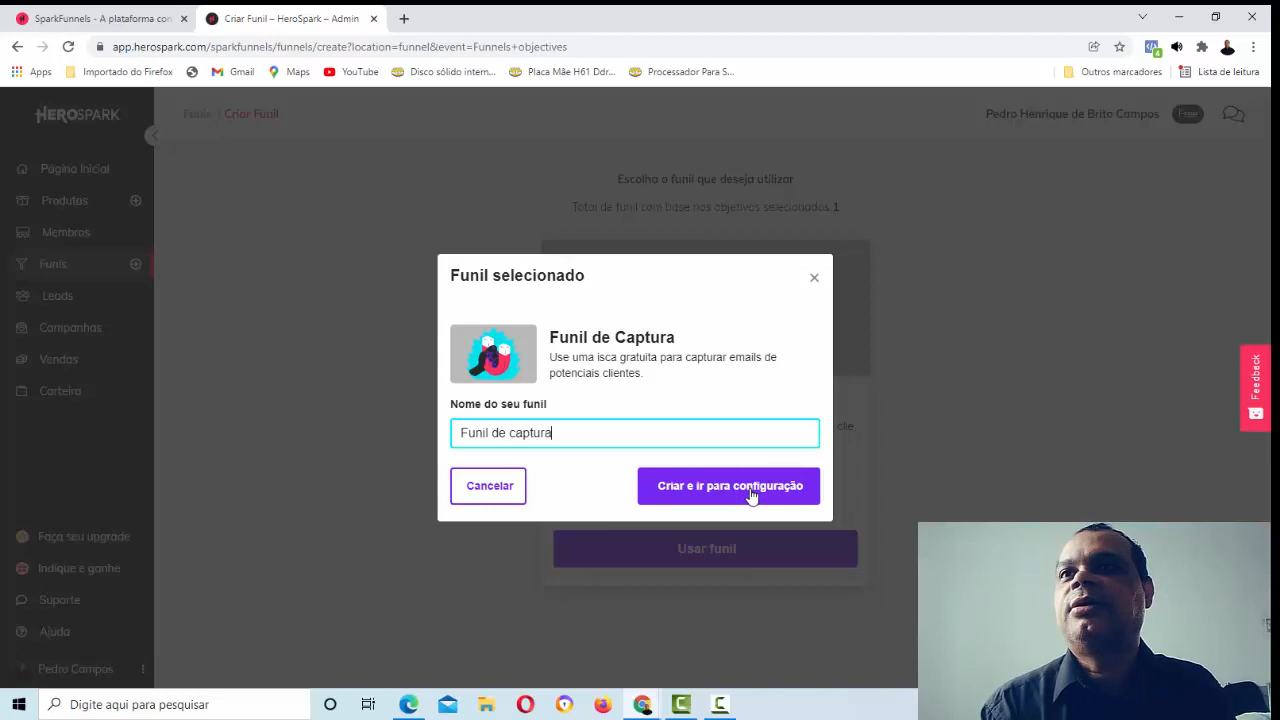 SparkFunnels – A plataforma con
Criar Funil – HeroSpark – Admin
app.herospark.com/sparkfunnels/funnels/create?location=funnel&event=Funnels+objectives
4
Apps
Importado do Firefox
Gmail
Maps
YouTube
Disco sólido intern...
Placa Mãe H61 Ddr...
Processador Para S...
Outros marcadores
Lista de leitura
HEROSPARK
Funis | Criar Funil
Pedro Henrique de Brito Campos
Free
Página Inicial
Produtos
Membros
Funis
Leads
Campanhas
Vendas
Carteira
Faça seu upgrade
Indique e ganhe
Suporte
Ajuda
Pedro Campos
Escolha o funil que deseja utilizar
Total de funil com base nos objetivos selecionados 1
Funil selecionado
Funil de Captura
Use uma isca gratuita para capturar emails de
potenciais clientes.
Nome do seu funil
Funil de captura
Cancelar
Criar e ir para configuração
clie
Usar funil
Feedback
Digite aqui para pesquisar